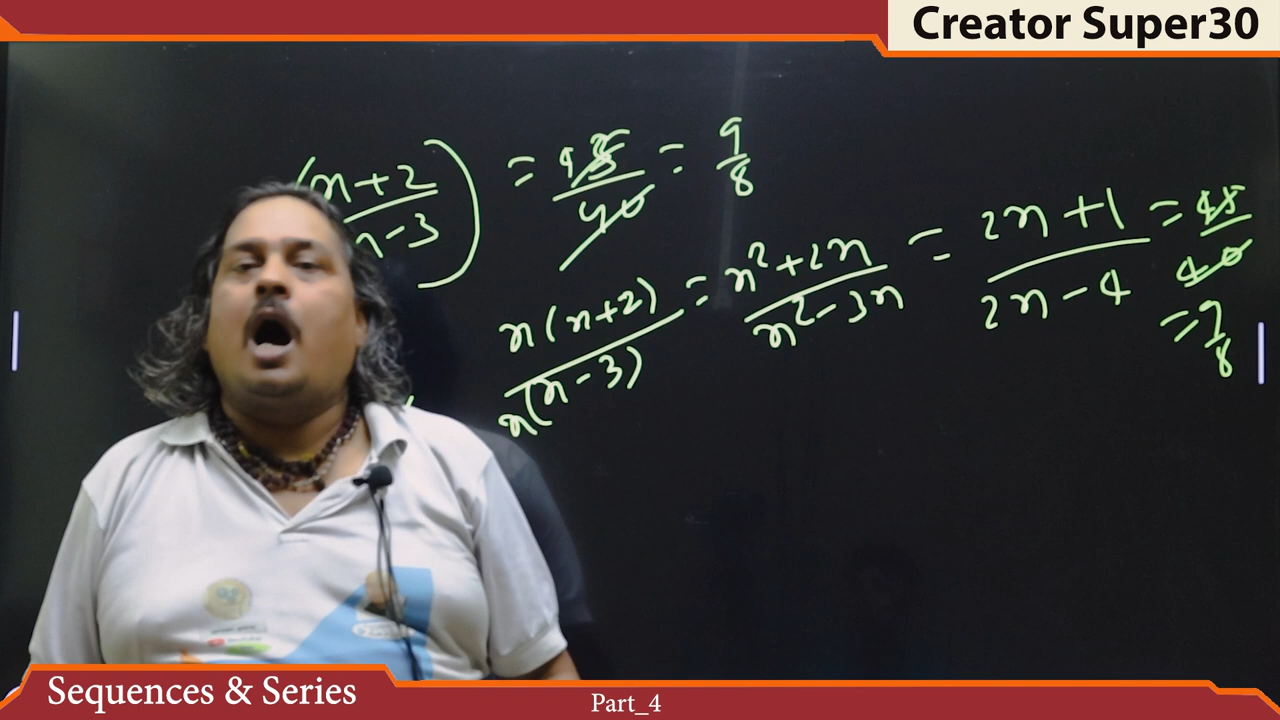 Creator Super30
(n+2 / n-3) = 45/40 = 9/8
n(n+2) / n(n-3) = n²+2n / n²-3n = 2n+1 / 2n-4 = 45/40
= 9/8
Sequences & Series
Part_4